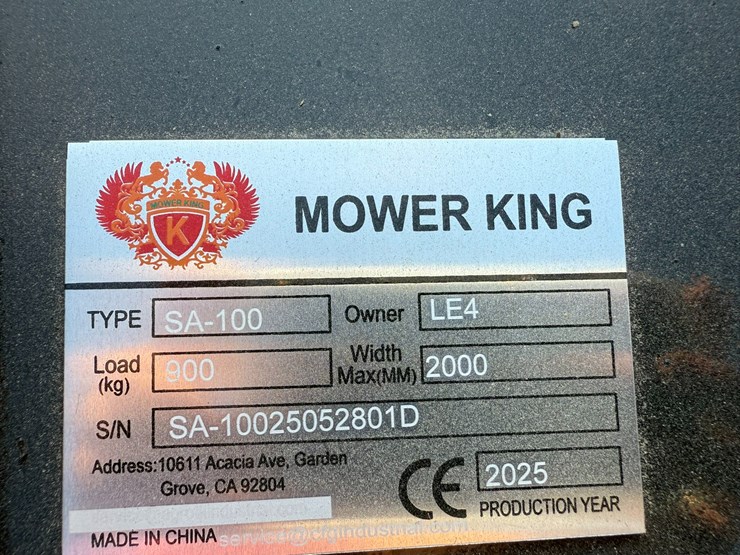 MOWER KING
MOWER KING
K
TYPE SA-100 Owner LE4
Load (kg) 900 Width Max(MM) 2000
S/N SA-10025052801D
Address:10611 Acacia Ave, Garden
Grove, CA 92804
CE 2025
PRODUCTION YEAR
MADE IN CHINA